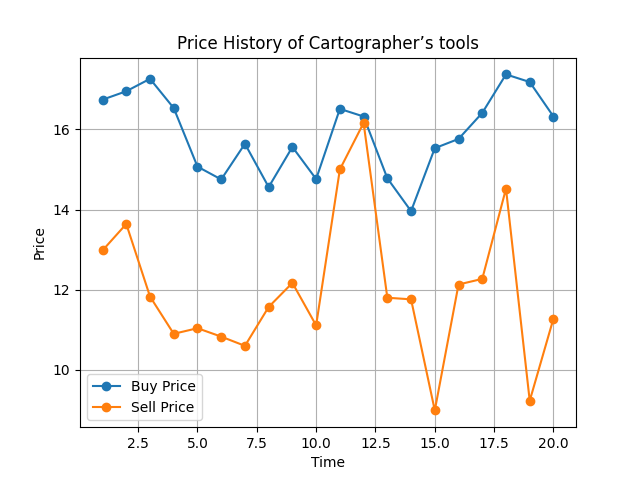 Price History of Cartographer’s tools
Price
16
14
12
10
Buy Price
Sell Price
2.5 5.0 7.5 10.0 12.5 15.0 17.5 20.0
Time